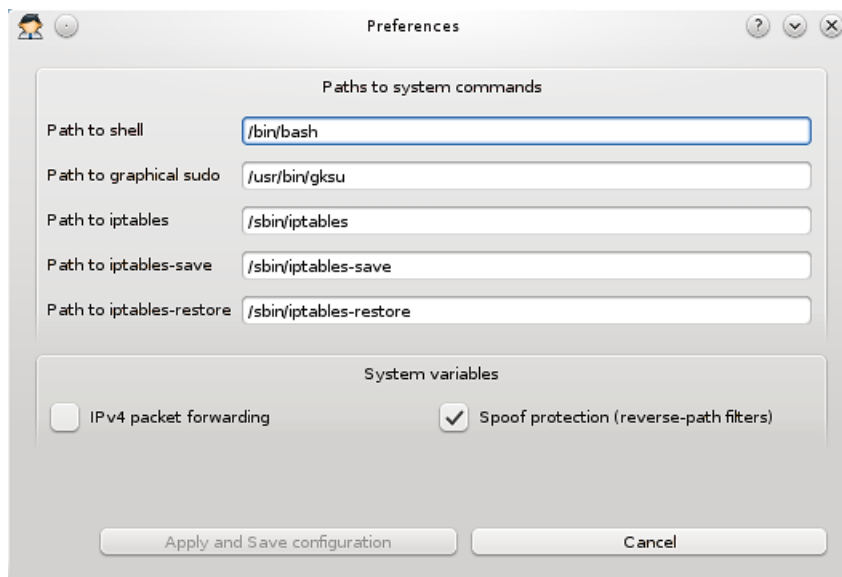 Preferences
Paths to system commands
Path to shell /bin/bash
Path to graphical sudo /usr/bin/gksu
Path to iptables /sbin/iptables
Path to iptables-save /sbin/iptables-save
Path to iptables-restore /sbin/iptables-restore
System variables
IPv4 packet forwarding Spoof protection (reverse-path filters)
Apply and Save configuration Cancel